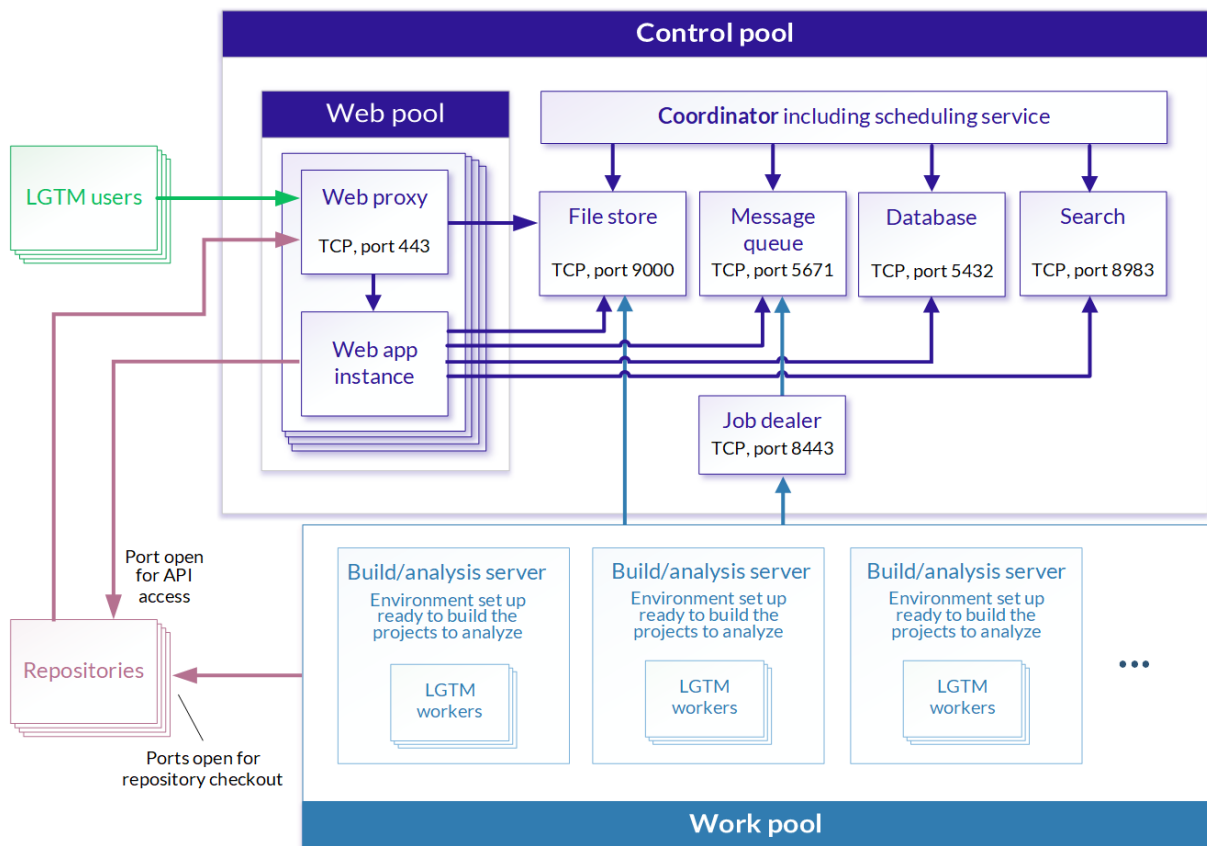 Control pool
Web pool
Coordinator including scheduling service
LGTM users
Web proxy
TCP, port 443
File store
TCP, port 9000
Message
queue
TCP, port 5671
Database
TCP, port 5432
Search
TCP, port 8983
Web app
instance
Job dealer
TCP, port 8443
Port open
for API
access
Repositories
Ports open for
repository checkout
Build/analysis server
Environment set up
ready to build the
projects to analyze
LGTM
workers
Build/analysis server
Environment set up
ready to build the
projects to analyze
LGTM
workers
Build/analysis server
Environment set up
ready to build the
projects to analyze
LGTM
workers
...
Work pool